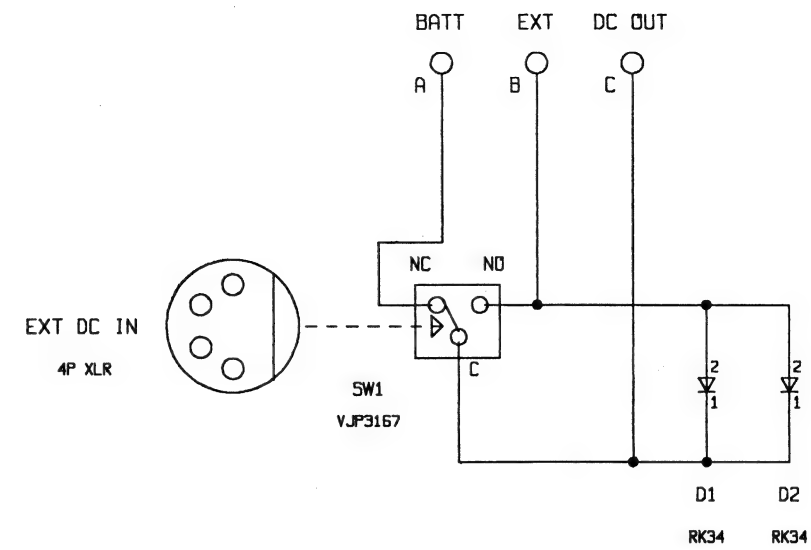 BATT EXT DC OUT
A B C
NC NO
EXT DC IN
4P XLR
C
SW1
VJP3167
2 2
1 1
D1 D2
RK34 RK34